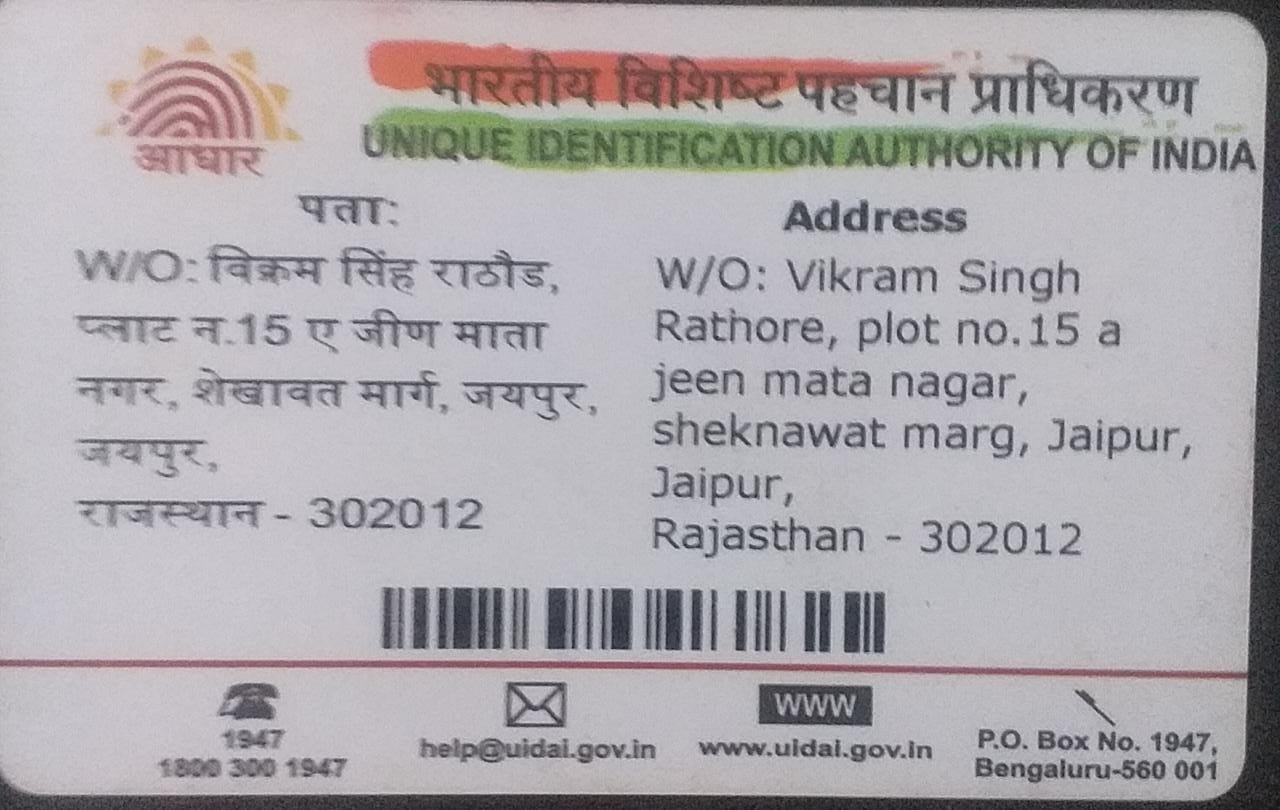 आधार
भारतीय विशिष्ट पहचान प्राधिकरण
UNIQUE IDENTIFICATION AUTHORITY OF INDIA
पता:
W/O: विक्रम सिंह राठौड,
प्लाट न.15 ए जीण माता
नगर, शेखावत मार्ग, जयपुर,
जयपुर,
राजस्थान - 302012
Address
W/O: Vikram Singh
Rathore, plot no.15 a
jeen mata nagar,
sheknawat marg, Jaipur,
Jaipur,
Rajasthan - 302012
1947
1800 300 1947
help@uidai.gov.in
www
www.uidai.gov.in
P.O. Box No. 1947,
Bengaluru-560 001